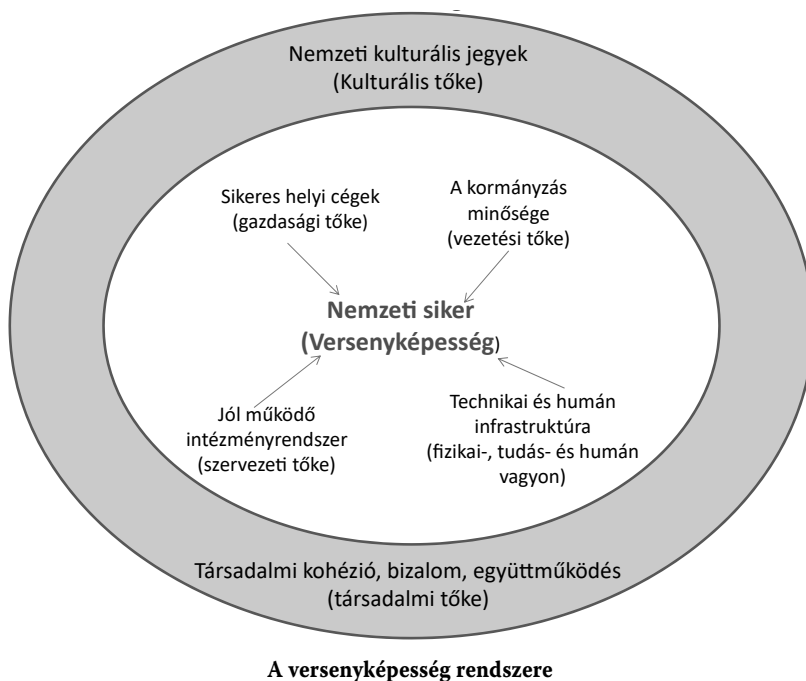 Nemzeti kulturális jegyek
(Kulturális tőke)
Sikeres helyi cégek
(gazdasági tőke)
A kormányzás
minősége
(vezetési tőke)
Nemzeti siker
(Versenyképesség)
Jól működő
intézményrendszer
(szervezeti tőke)
Technikai és humán
infrastruktúra
(fizikai-, tudás- és humán
vagyon)
Társadalmi kohézió, bizalom, együttműködés
(társadalmi tőke)
A versenyképesség rendszere